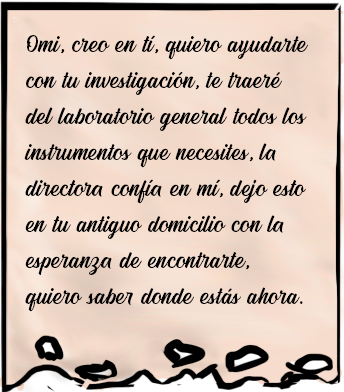 Omi, creo en tí, quiero ayudarte
con tu investigación, te traeré
del laboratorio general todos los
instrumentos que necesites, la
directora confía en mí, dejo esto
en tu antiguo domicilio con la
esperanza de encontrarte,
quiero saber donde estás ahora.